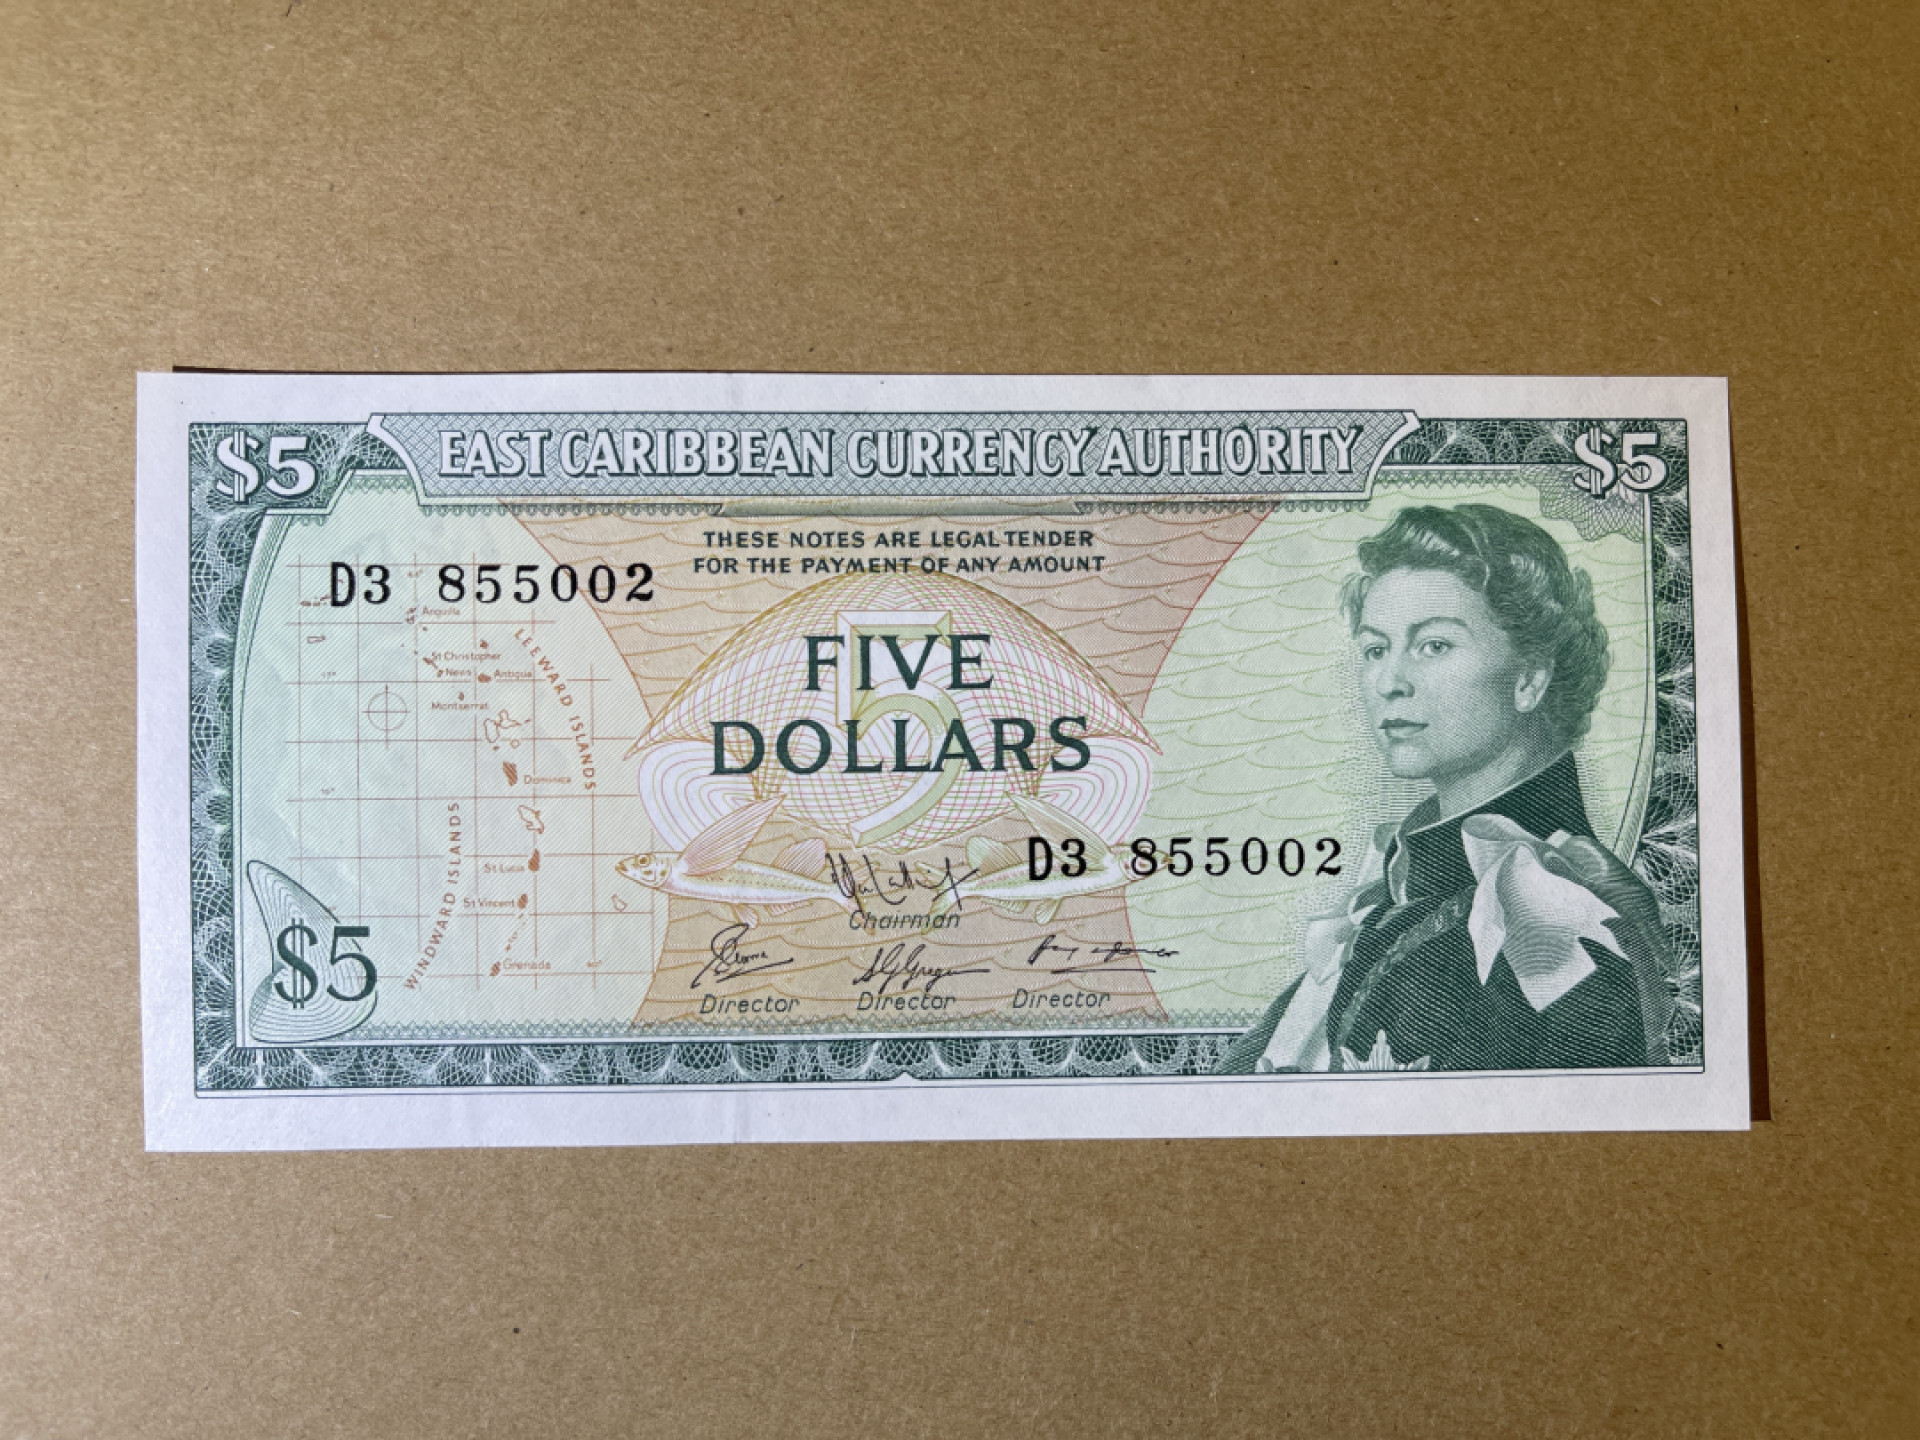 $5 EAST CARIBBEAN CURRENCY AUTHORITY $5
THESE NOTES ARE LEGAL TENDER
FOR THE PAYMENT OF ANY AMOUNT
D3 855002
Anguilla
St Christopher
Nevis Antigua
Montserrat
LEEWARD ISLANDS
Dominica
WINDWARD ISLANDS
St Lucia
St Vincent
Grenada
5
FIVE
DOLLARS
D3 855002
Chairman
$5
Director Director Director